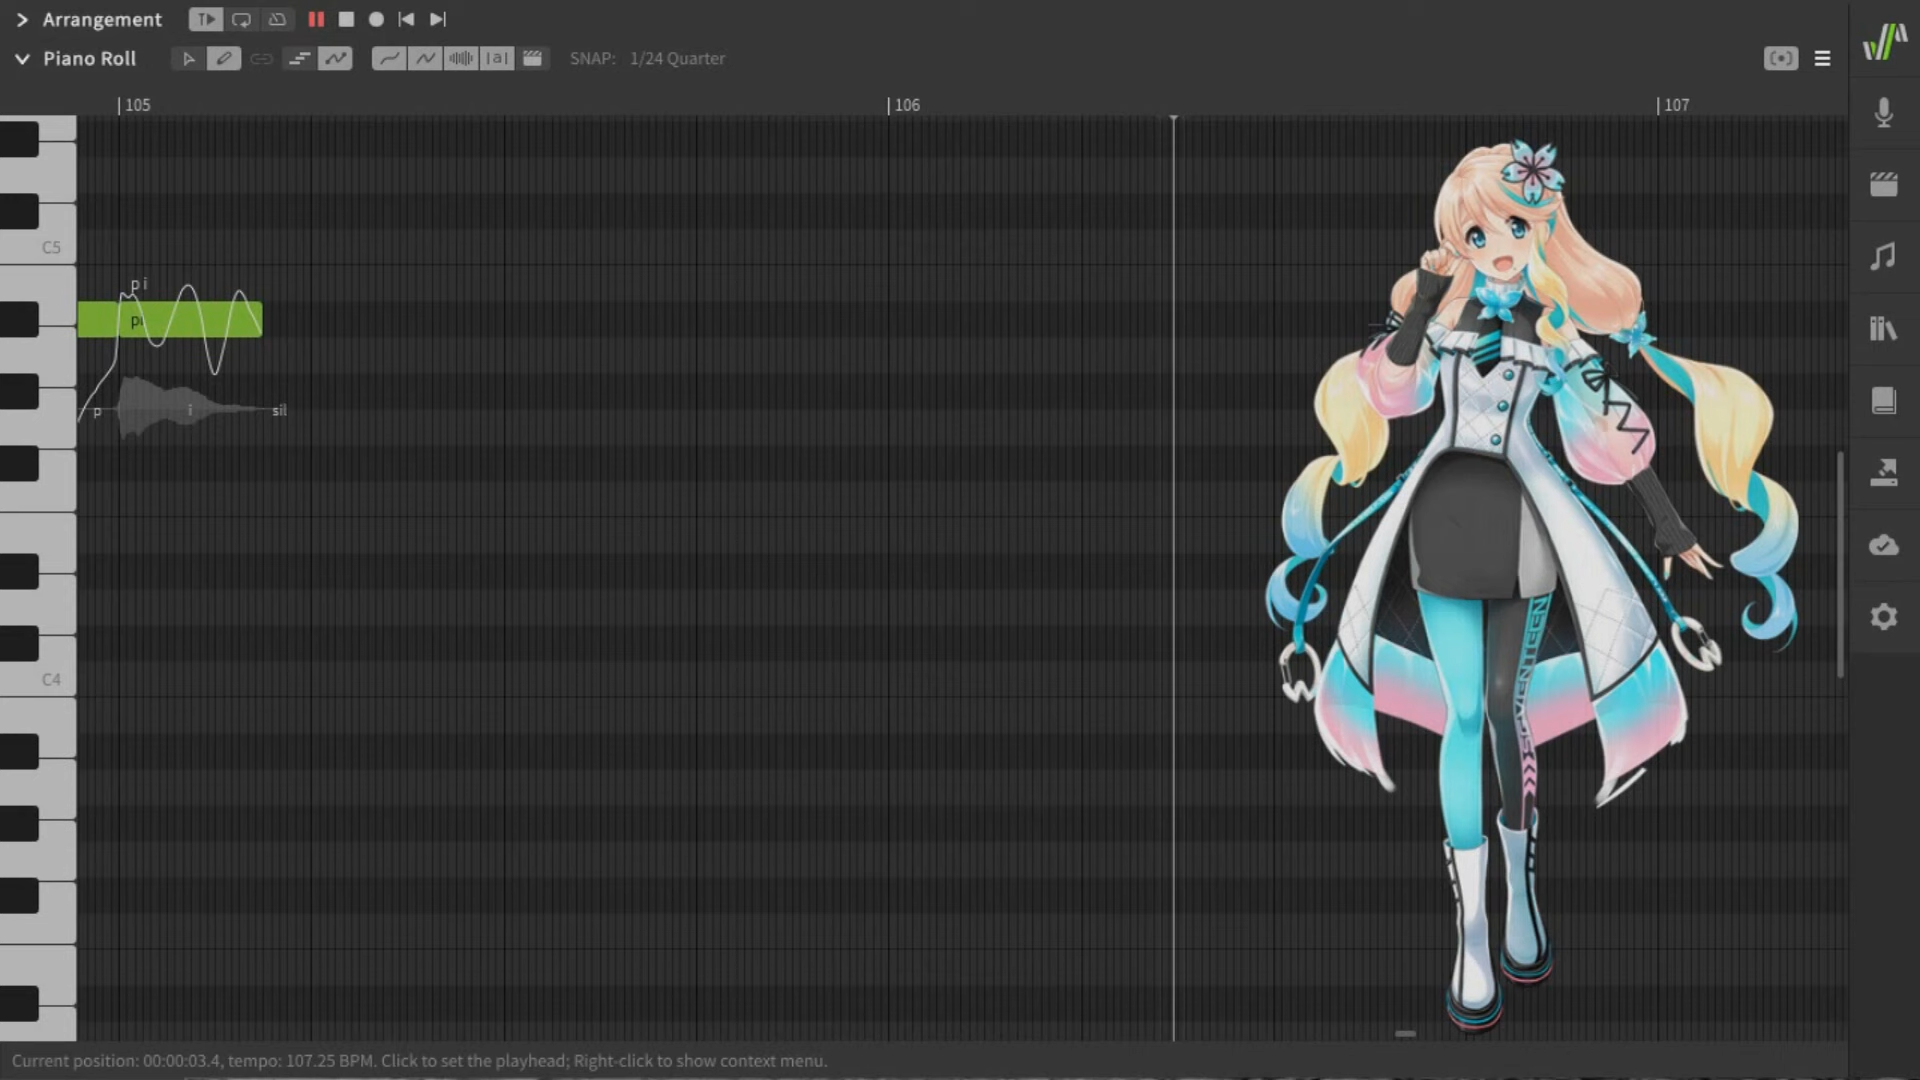 Arrangement
Piano Roll
SNAP: 1/24 Quarter
105
106
107
C5
p i
pi
p
i
sil
C4
SEVENTEEN
Current position: 00:00:03.4, tempo: 107.25 BPM. Click to set the playhead; Right-click to show context menu.